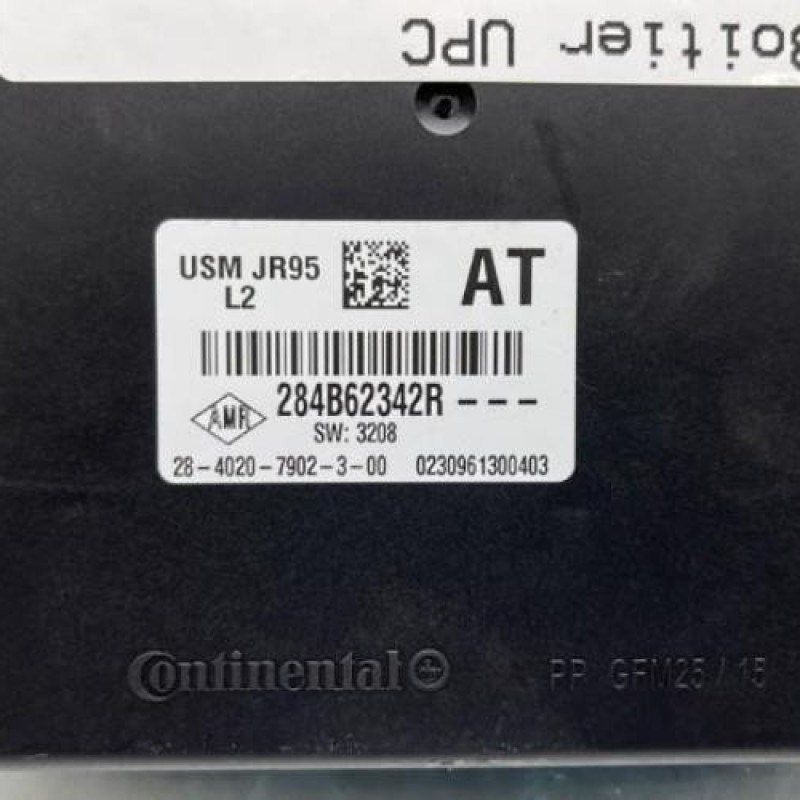 Boitier UPC
USM JR95
L2
AT
284B62342R---
AMR
SW: 3208
28-4020-7902-3-00 0230961300403
Continental
PP GFM25 / 15